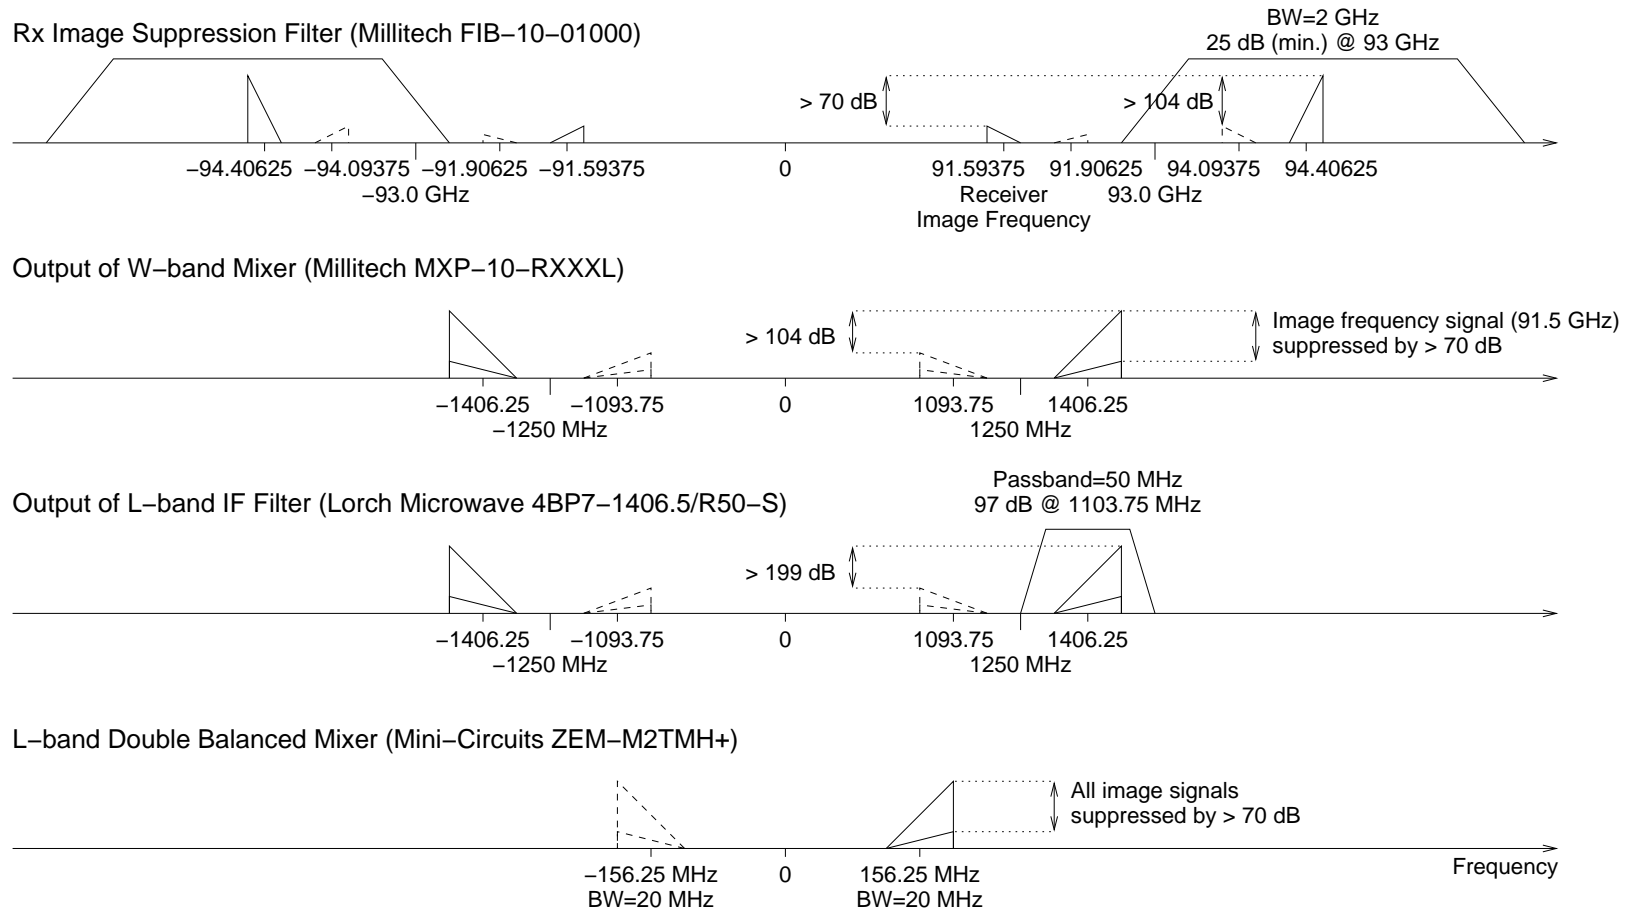 Rx Image Suppression Filter (Millitech FIB−10−01000)
BW=2 GHz
25 dB (min.) @ 93 GHz
> 70 dB
> 104 dB
−94.40625
−94.09375
−91.90625
−91.59375
0
91.59375
91.90625
94.09375
94.40625
−93.0 GHz
Receiver
93.0 GHz
Image Frequency
Output of W−band Mixer (Millitech MXP−10−RXXXL)
> 104 dB
Image frequency signal (91.5 GHz)
suppressed by > 70 dB
−1406.25
−1093.75
0
1093.75
1406.25
−1250 MHz
1250 MHz
Output of L−band IF Filter (Lorch Microwave 4BP7−1406.5/R50−S)
Passband=50 MHz
97 dB @ 1103.75 MHz
> 199 dB
−1406.25
−1093.75
0
1093.75
1406.25
−1250 MHz
1250 MHz
L−band Double Balanced Mixer (Mini−Circuits ZEM−M2TMH+)
All image signals
suppressed by > 70 dB
Frequency
−156.25 MHz
0
156.25 MHz
BW=20 MHz
BW=20 MHz